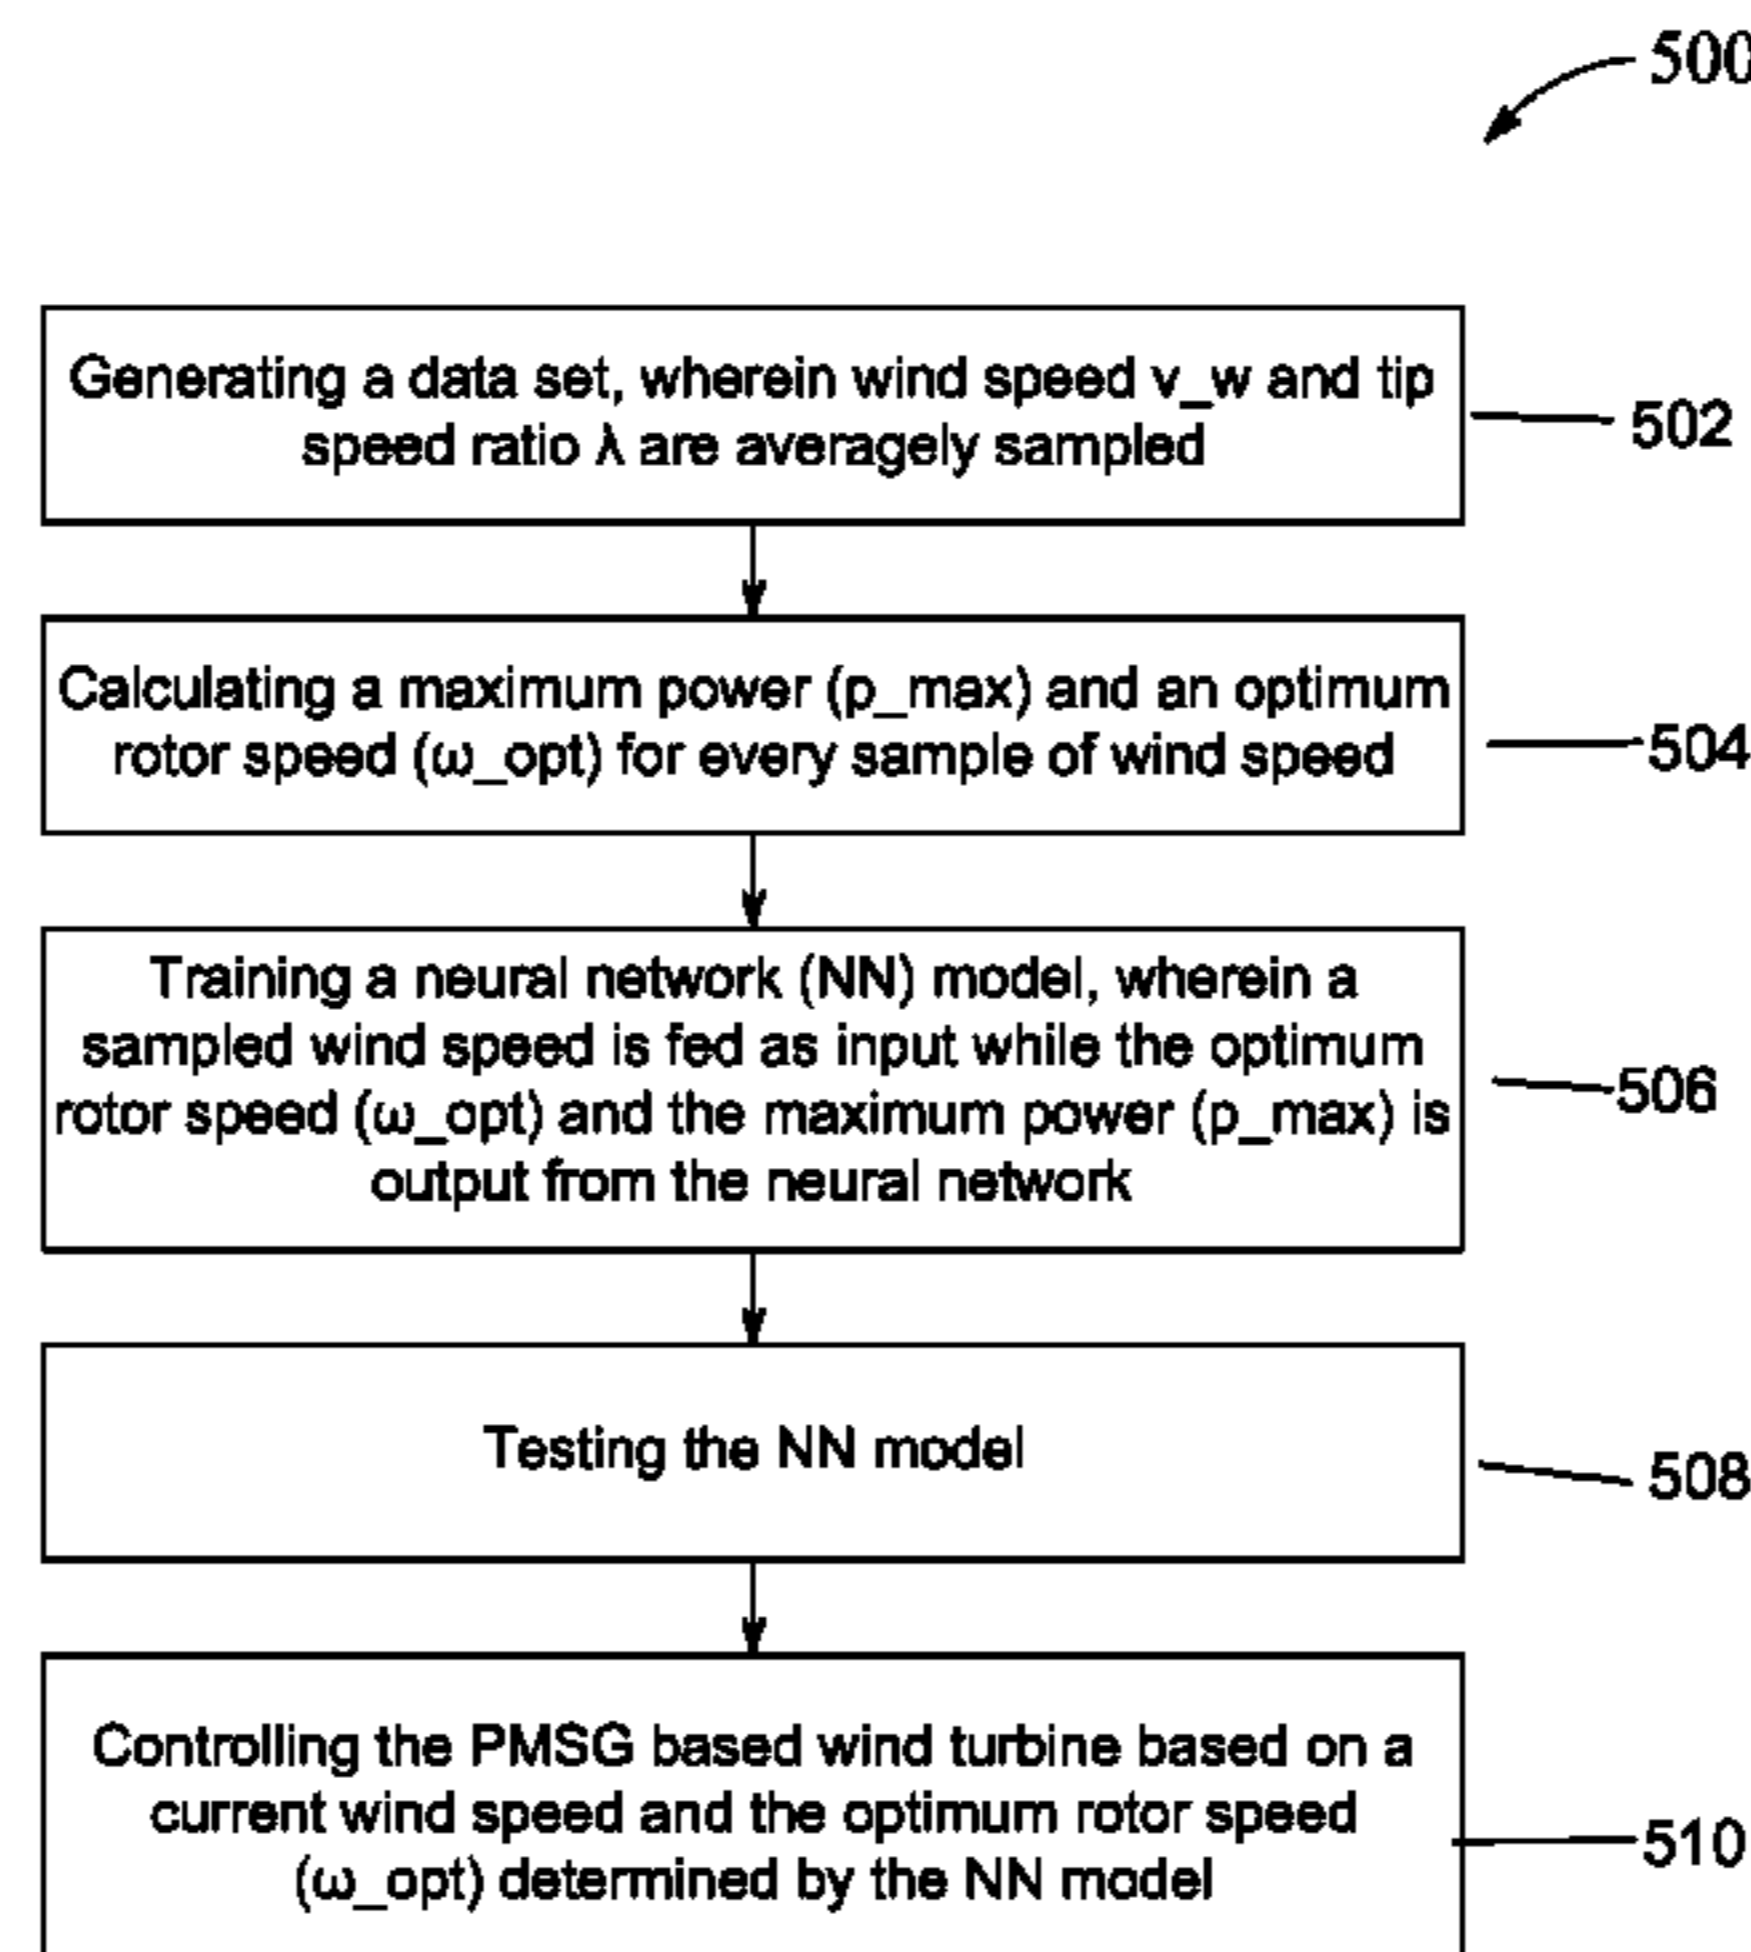 500
Generating a data set, wherein wind speed v_w and tip
speed ratio λ are averagely sampled
502
Calculating a maximum power (p_max) and an optimum
rotor speed (ω_opt) for every sample of wind speed
504
Training a neural network (NN) model, wherein a
sampled wind speed is fed as input while the optimum
rotor speed (ω_opt) and the maximum power (p_max) is
output from the neural network
506
Testing the NN model
508
Controlling the PMSG based wind turbine based on a
current wind speed and the optimum rotor speed
(ω_opt) determined by the NN model
510